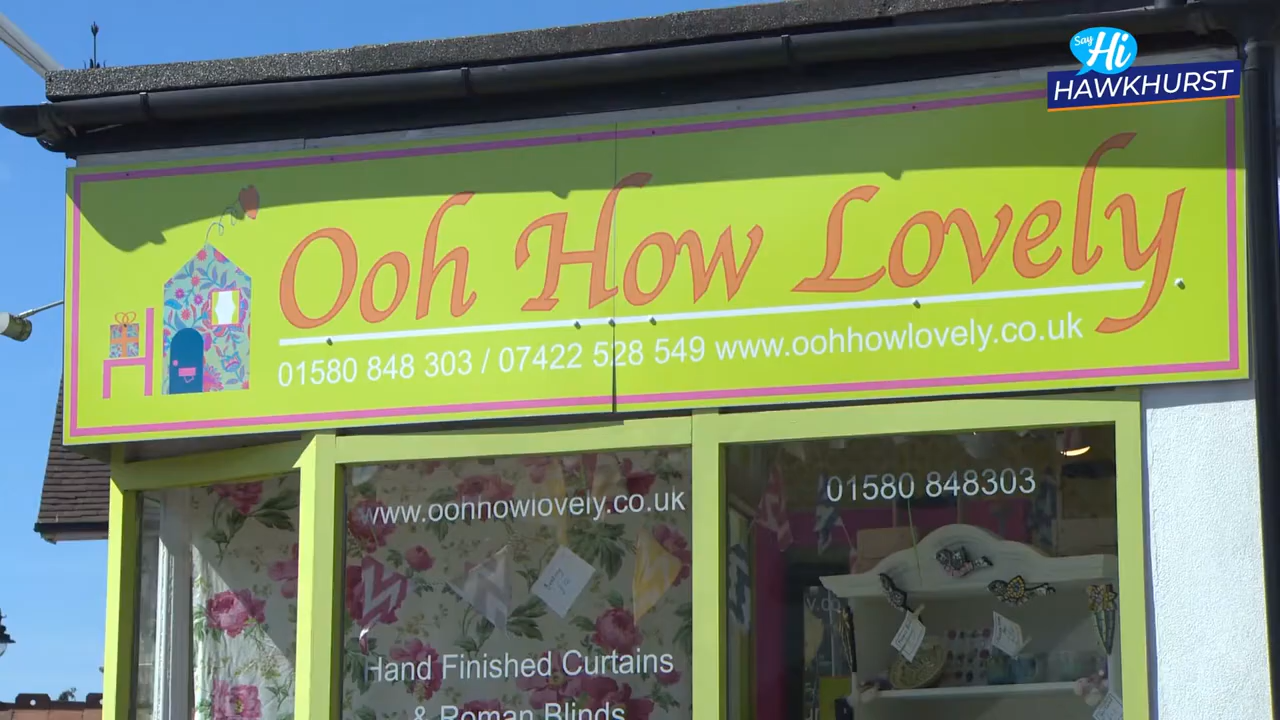 Say
Hi
HAWKHURST
Ooh How Lovely
01580 848 303 / 07422 528 549 www.oohhowlovely.co.uk
www.oohhowlovely.co.uk
01580 848303
Hand Finished Curtains
& Roman Blinds